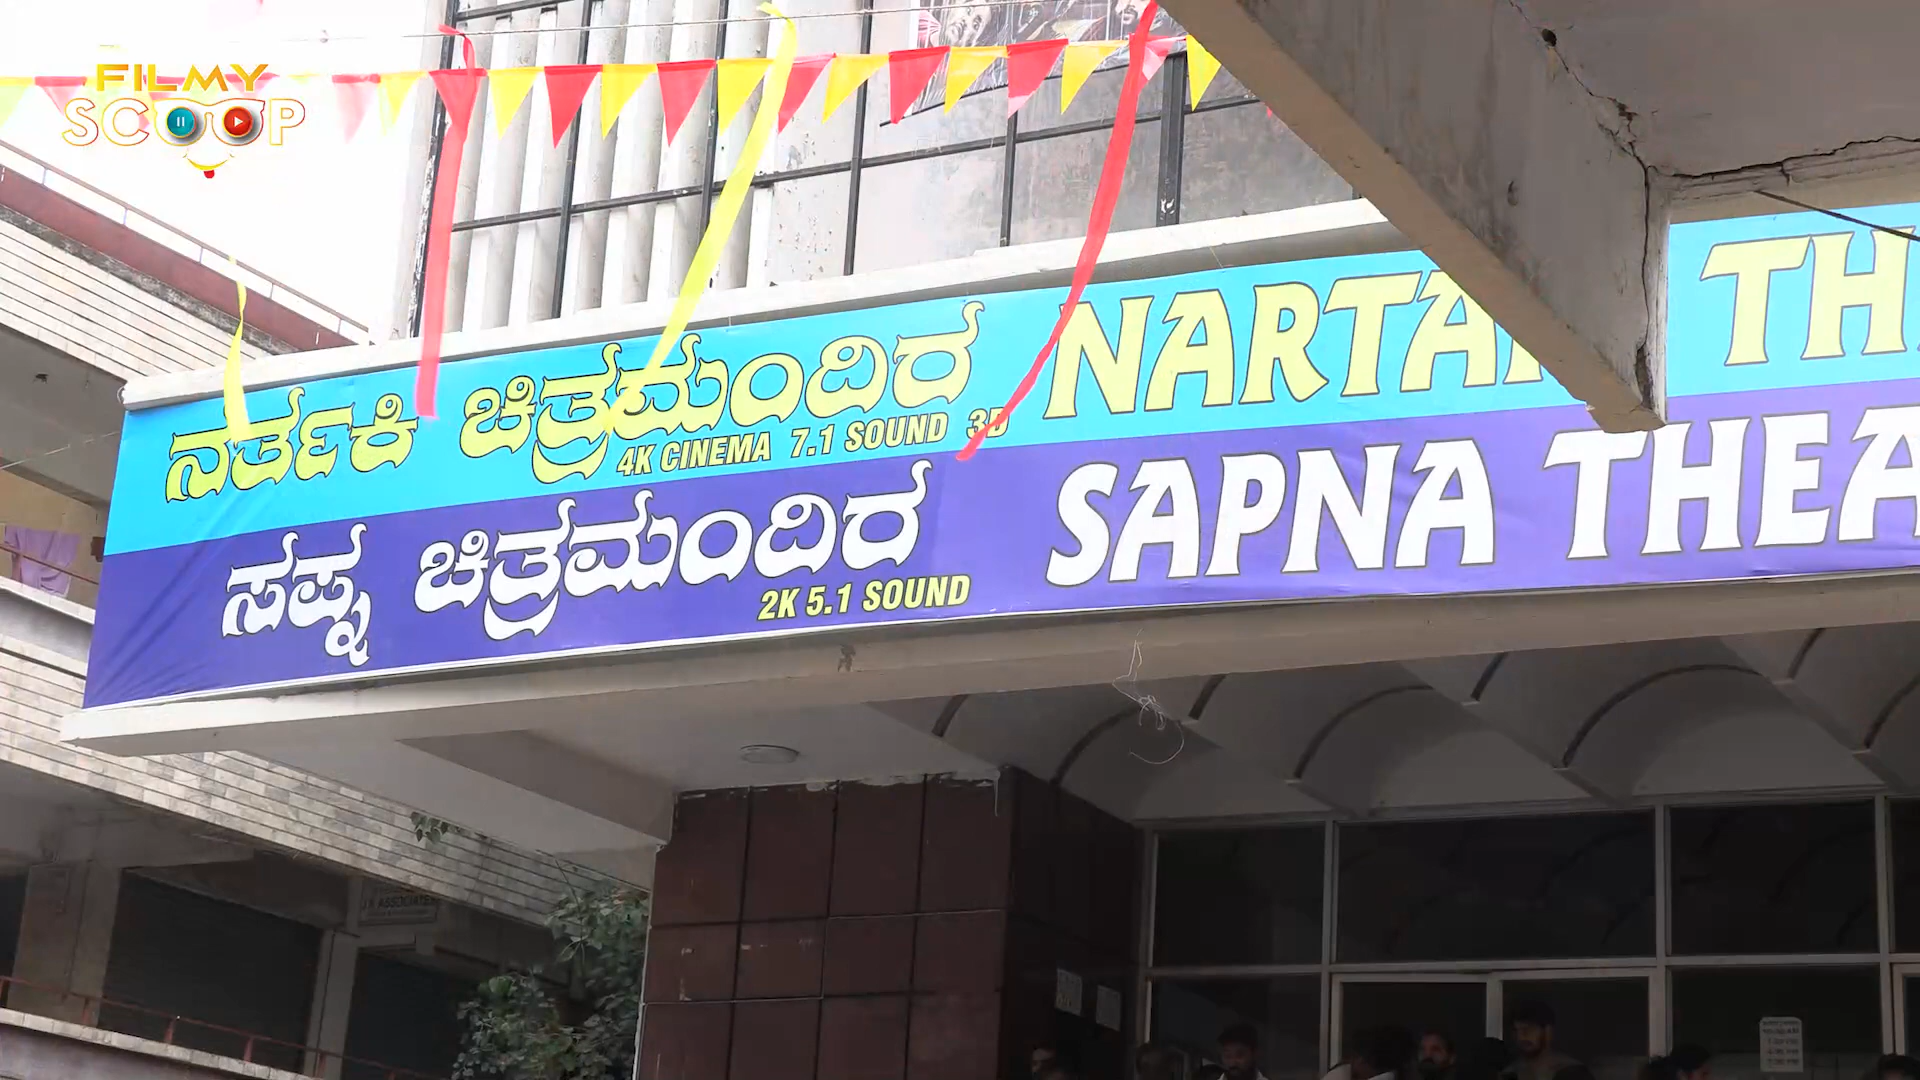 FILMY
SCOOP
ನರ್ತಕಿ ಚಿತ್ರಮಂದಿರ NARTA TH
4K CINEMA 7.1 SOUND 3D
ಸಪ್ನ ಚಿತ್ರಮಂದಿರ SAPNA THEA
2K 5.1 SOUND